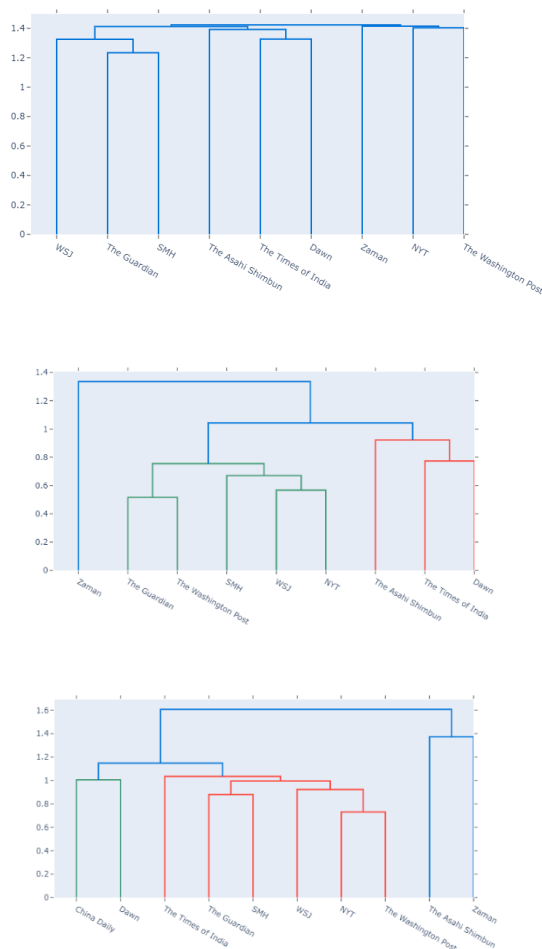 1.4
1.2
1
0.8
0.6
0.4
0.2
0
WSJ
The Guardian
SMH
The Asahi Shimbun
The Times of India
Dawn
Zaman
NYT
The Washington Post
1.4
1.2
1
0.8
0.6
0.4
0.2
0
Zaman
The Guardian
The Washington Post
SMH
WSJ
NYT
The Asahi Shimbun
The Times of India
Dawn
1.6
1.4
1.2
1
0.8
0.6
0.4
0.2
0
China Daily
Dawn
The Times of India
The Guardian
SMH
WSJ
NYT
The Washington Post
The Asahi Shimbun
Zaman